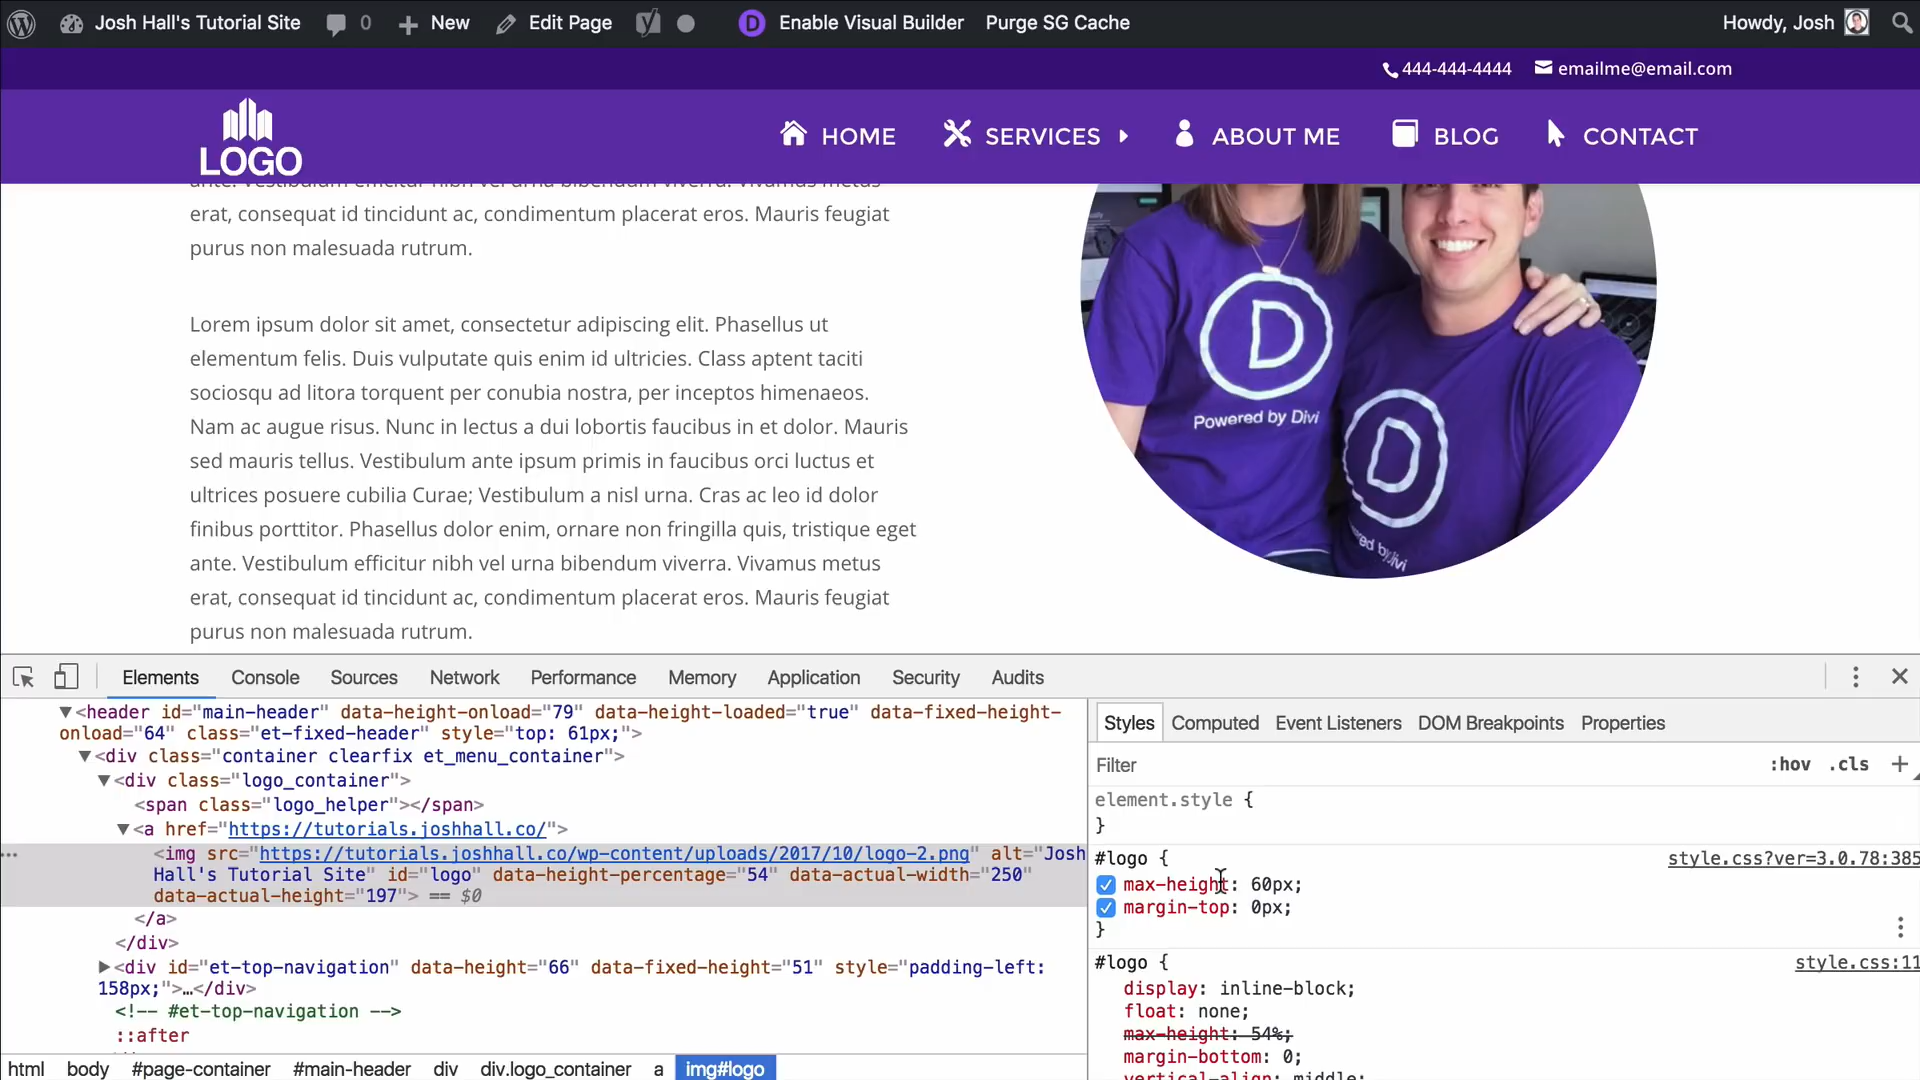 Josh Hall's Tutorial Site 0 New Edit Page Enable Visual Builder Purge SG Cache Howdy, Josh
444-444-4444 emailme@email.com
LOGO HOME SERVICES ABOUT ME BLOG CONTACT
ante. Vestibulum efficitur nibh vel urna bibendum viverra. Vivamus metus
erat, consequat id tincidunt ac, condimentum placerat eros. Mauris feugiat
purus non malesuada rutrum.
Lorem ipsum dolor sit amet, consectetur adipiscing elit. Phasellus ut
elementum felis. Duis vulputate quis enim id ultricies. Class aptent taciti
sociosqu ad litora torquent per conubia nostra, per inceptos himenaeos.
Nam ac augue risus. Nunc in lectus a dui lobortis faucibus in et dolor. Mauris
sed mauris tellus. Vestibulum ante ipsum primis in faucibus orci luctus et
ultrices posuere cubilia Curae; Vestibulum a nisl urna. Cras ac leo id dolor
finibus porttitor. Phasellus dolor enim, ornare non fringilla quis, tristique eget
ante. Vestibulum efficitur nibh vel urna bibendum viverra. Vivamus metus
erat, consequat id tincidunt ac, condimentum placerat eros. Mauris feugiat
purus non malesuada rutrum.
D
Powered by Divi
D
ed by Divi
Elements Console Sources Network Performance Memory Application Security Audits
<header id="main-header" data-height-onload="79" data-height-loaded="true" data-fixed-height-
onload="64" class="et-fixed-header" style="top: 61px;">
<div class="container clearfix et_menu_container">
<div class="logo_container">
<span class="logo_helper"></span>
<a href="https://tutorials.joshhall.co/">
<img src="https://tutorials.joshhall.co/wp-content/uploads/2017/10/logo-2.png" alt="Josh
Hall's Tutorial Site" id="logo" data-height-percentage="54" data-actual-width="250"
data-actual-height="197"> == $0
</a>
</div>
<div id="et-top-navigation" data-height="66" data-fixed-height="51" style="padding-left:
158px;">…</div>
<!-- #et-top-navigation -->
::after
html body #page-container #main-header div div.logo_container a img#logo
Styles Computed Event Listeners DOM Breakpoints Properties
Filter :hov .cls +
element.style {
}
#logo { style.css?ver=3.0.78:385
max-height: 60px;
margin-top: 0px;
}
#logo { style.css:11
display: inline-block;
float: none;
max-height: 54%;
margin-bottom: 0;
vertical-align: middle;